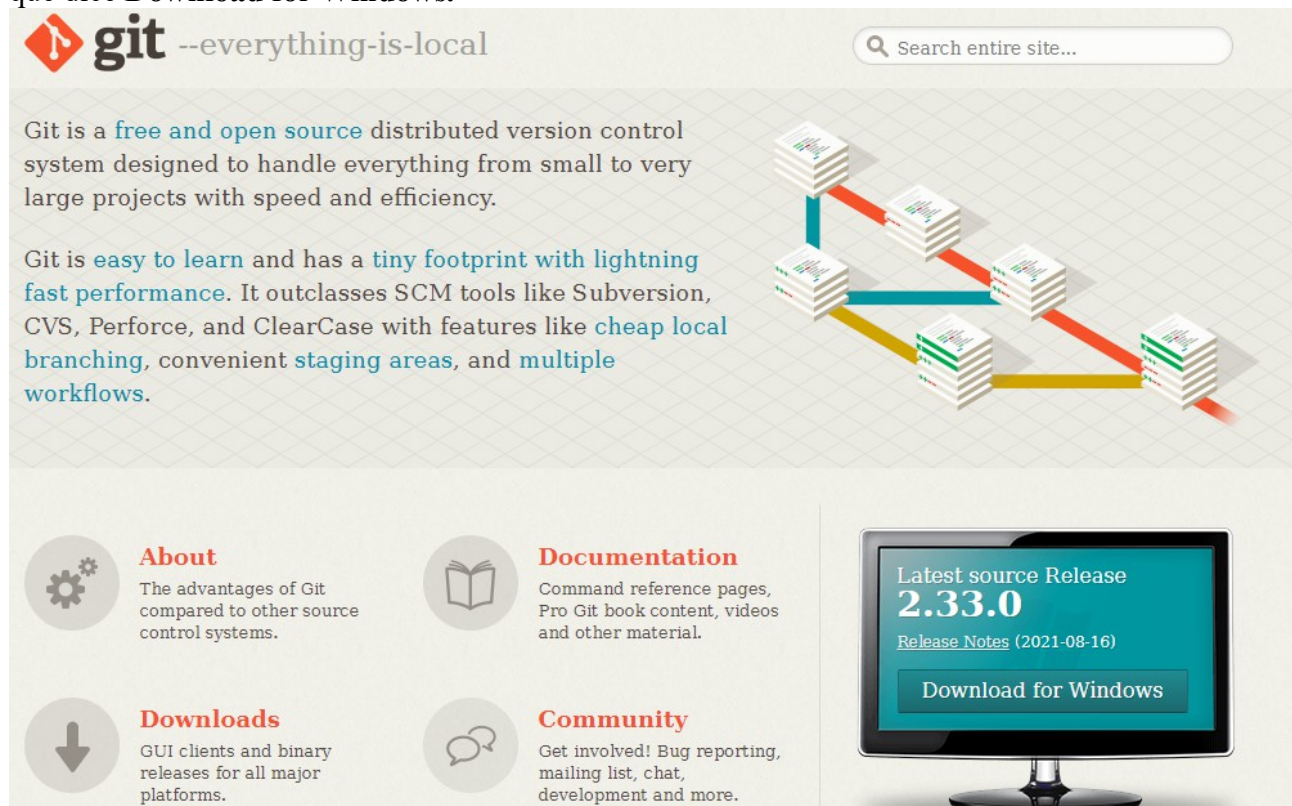 que dice Download for Windows.
git --everything-is-local
Search entire site...
Git is a free and open source distributed version control
system designed to handle everything from small to very
large projects with speed and efficiency.
Git is easy to learn and has a tiny footprint with lightning
fast performance. It outclasses SCM tools like Subversion,
CVS, Perforce, and ClearCase with features like cheap local
branching, convenient staging areas, and multiple
workflows.
About
The advantages of Git
compared to other source
control systems.
Documentation
Command reference pages,
Pro Git book content, videos
and other material.
Downloads
GUI clients and binary
releases for all major
platforms.
Community
Get involved! Bug reporting,
mailing list, chat,
development and more.
Latest source Release
2.33.0
Release Notes (2021-08-16)
Download for Windows